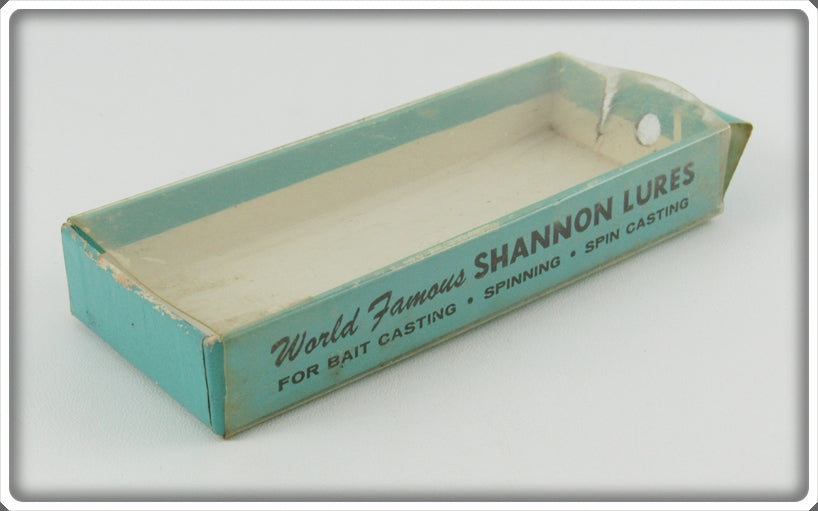 World Famous SHANNON LURES
FOR BAIT CASTING • SPINNING • SPIN CASTING